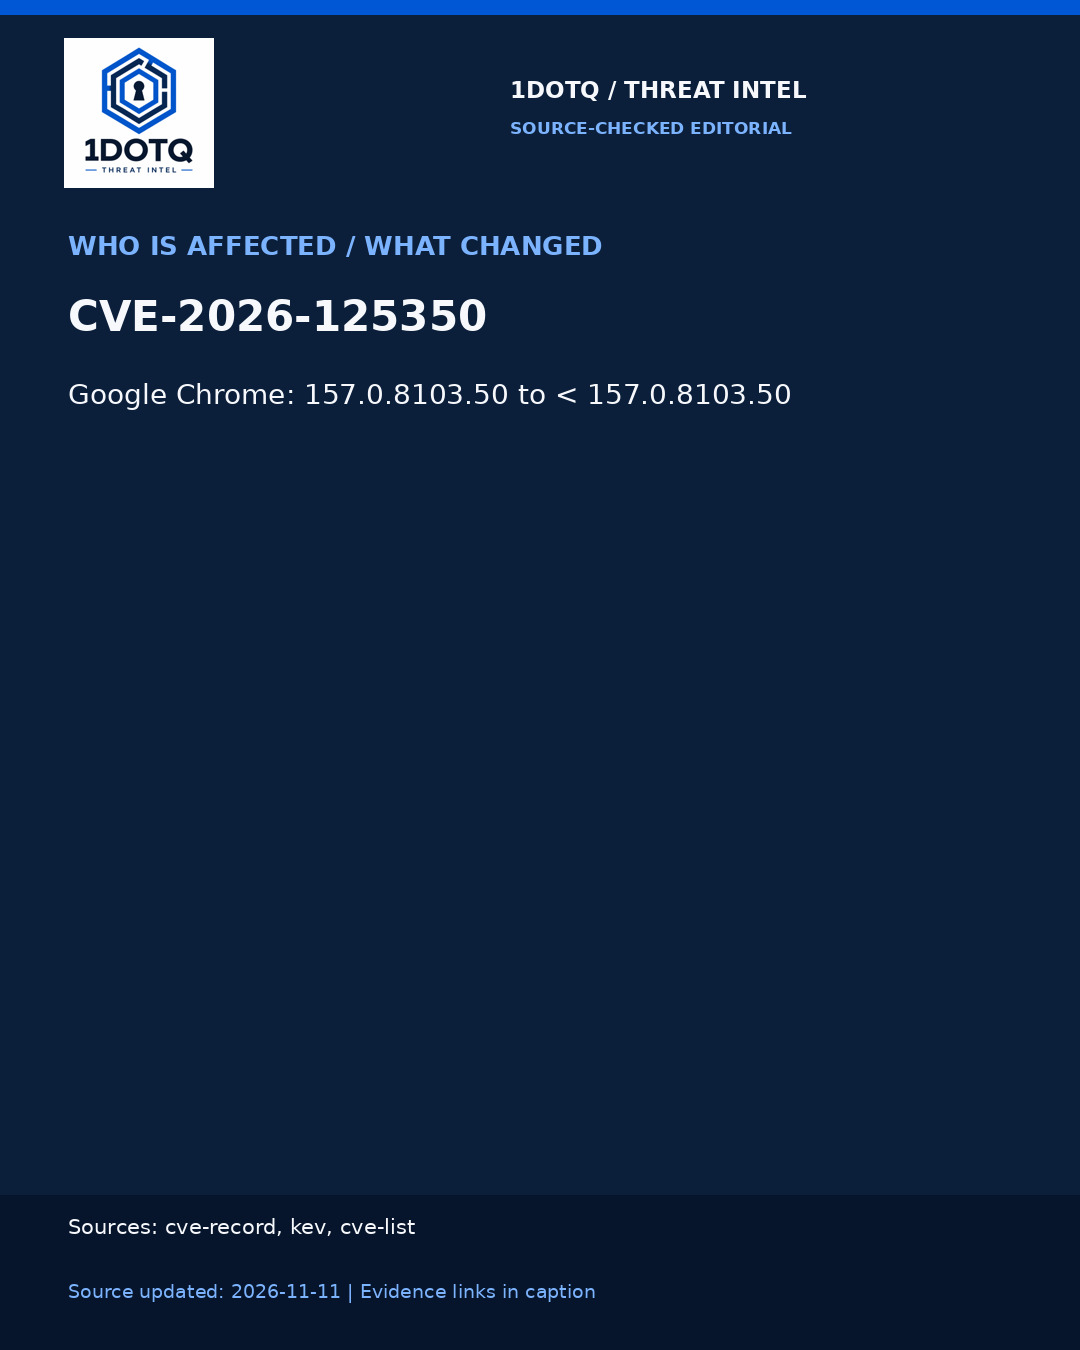 1DOTQ
THREAT INTEL
1DOTQ / THREAT INTEL
SOURCE-CHECKED EDITORIAL
WHO IS AFFECTED / WHAT CHANGED
CVE-2026-125350
Google Chrome: 157.0.8103.50 to < 157.0.8103.50
Sources: cve-record, kev, cve-list
Source updated: 2026-11-11 | Evidence links in caption